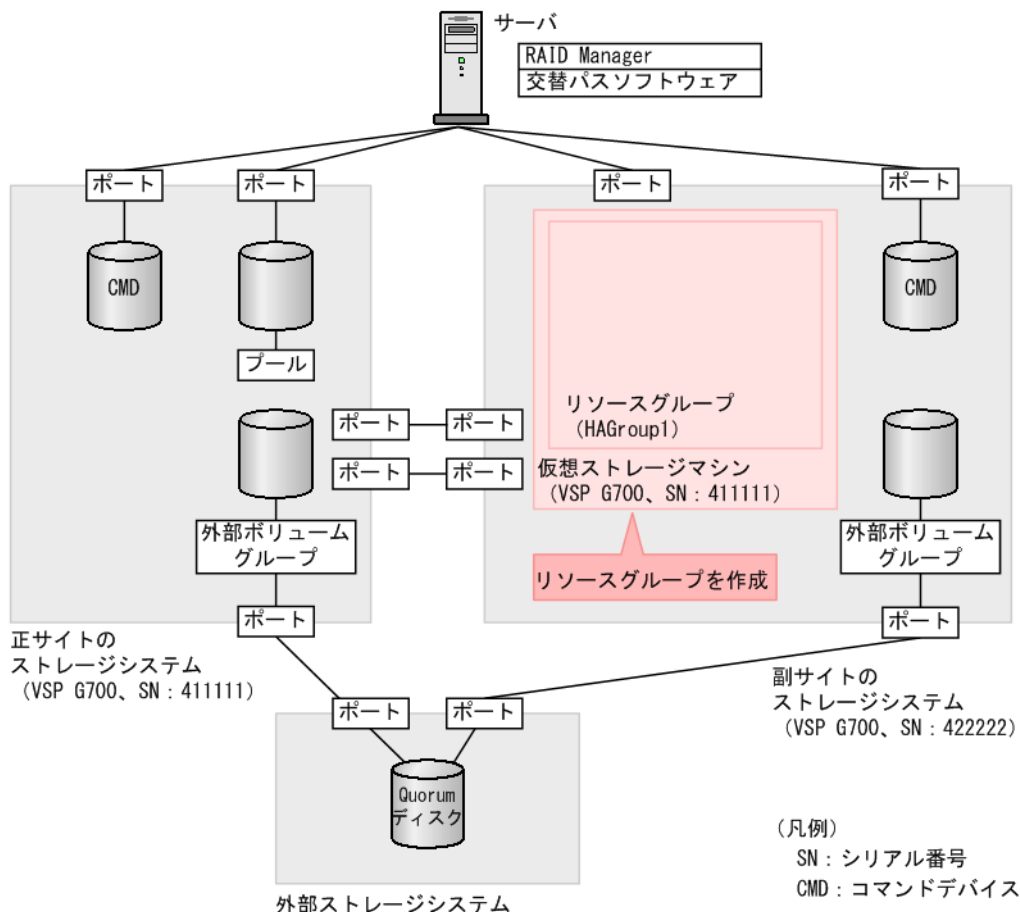 サーバ
RAID Manager
交替パスソフトウェア
ポート
ポート
ポート
ポート
CMD
CMD
プール
リソースグループ
(HAGroup1)
ポート
ポート
ポート
ポート
仮想ストレージマシン
(VSP G700、SN:411111)
外部ボリューム
グループ
外部ボリューム
グループ
リソースグループを作成
ポート
ポート
正サイトの
ストレージシステム
(VSP G700、SN:411111)
副サイトの
ストレージシステム
(VSP G700、SN:422222)
ポート
ポート
Quorum
ディスク
外部ストレージシステム
(凡例)
SN:シリアル番号
CMD:コマンドデバイス